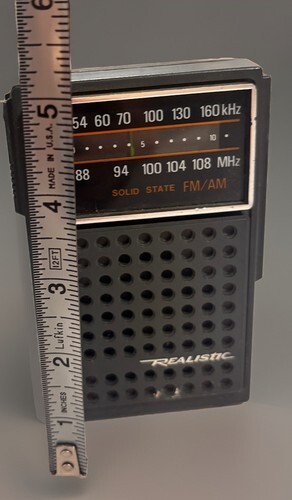 54 60 70 100 130 160 kHz
5 10
88 94 100 104 108 MHz
SOLID STATE FM/AM
REALISTIC
6
5
MADE IN U.S.A.
4
12FT
3
Lufkin
2
INCHES
1